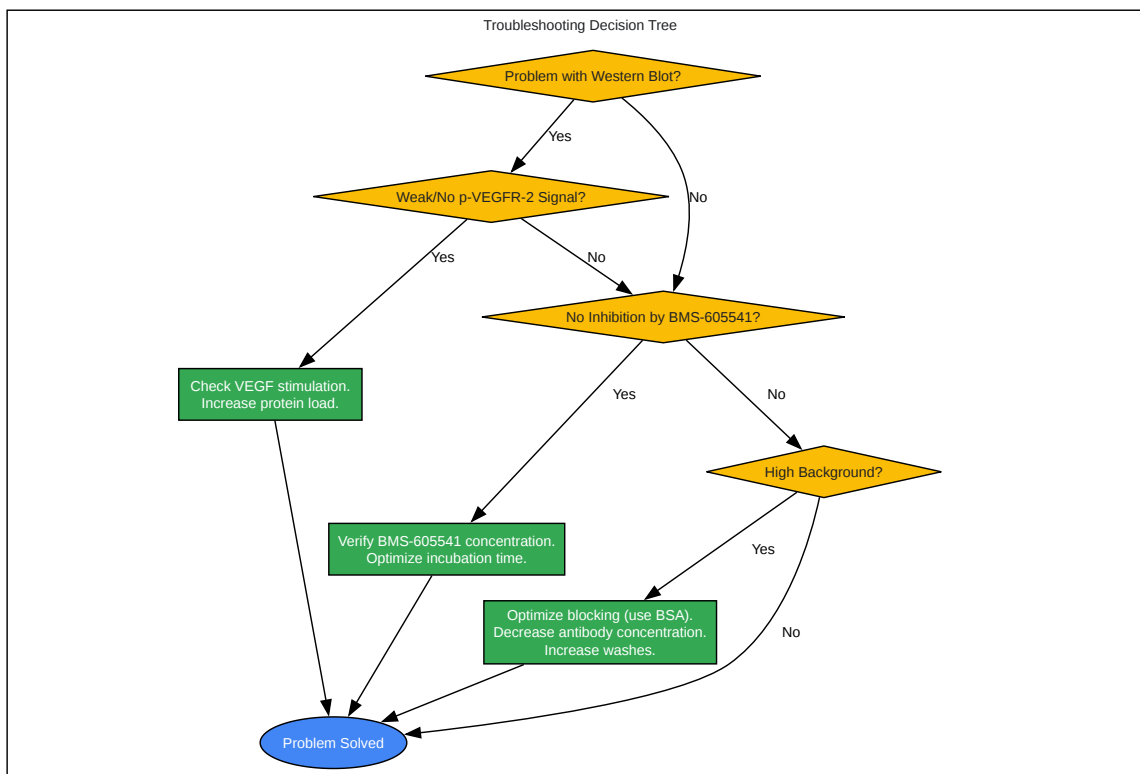 Troubleshooting Decision Tree
Problem with Western Blot?
Yes
No
Weak/No p-VEGFR-2 Signal?
Yes
No
No Inhibition by BMS-605541?
Check VEGF stimulation.
Increase protein load.
Yes
No
High Background?
Verify BMS-605541 concentration.
Optimize incubation time.
Yes
Optimize blocking (use BSA).
Decrease antibody concentration.
Increase washes.
No
Problem Solved